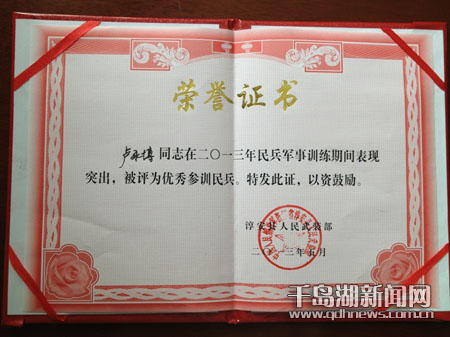 荣誉证书
同志在二〇一三年民兵军事训练期间表现
突出，被评为优秀参训民兵。特发此证，以资鼓励。
淳安县人民武装部
二〇一三年五月
千岛湖新闻网
www.qdhnews.com.cn